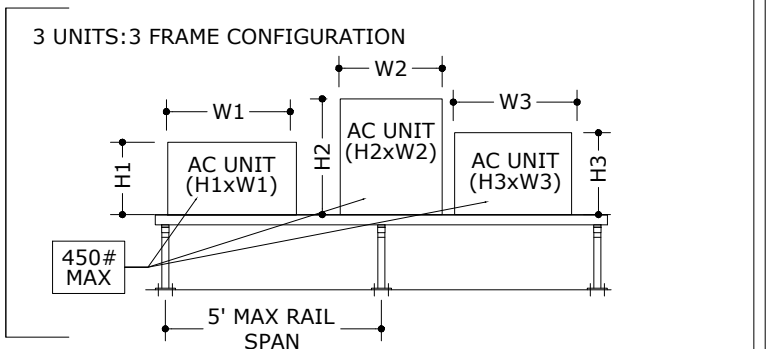 3 UNITS:3 FRAME CONFIGURATION
W1
W2
W3
H1
H2
H3
AC UNIT
(H1xW1)
AC UNIT
(H2xW2)
AC UNIT
(H3xW3)
450#
MAX
5' MAX RAIL
SPAN